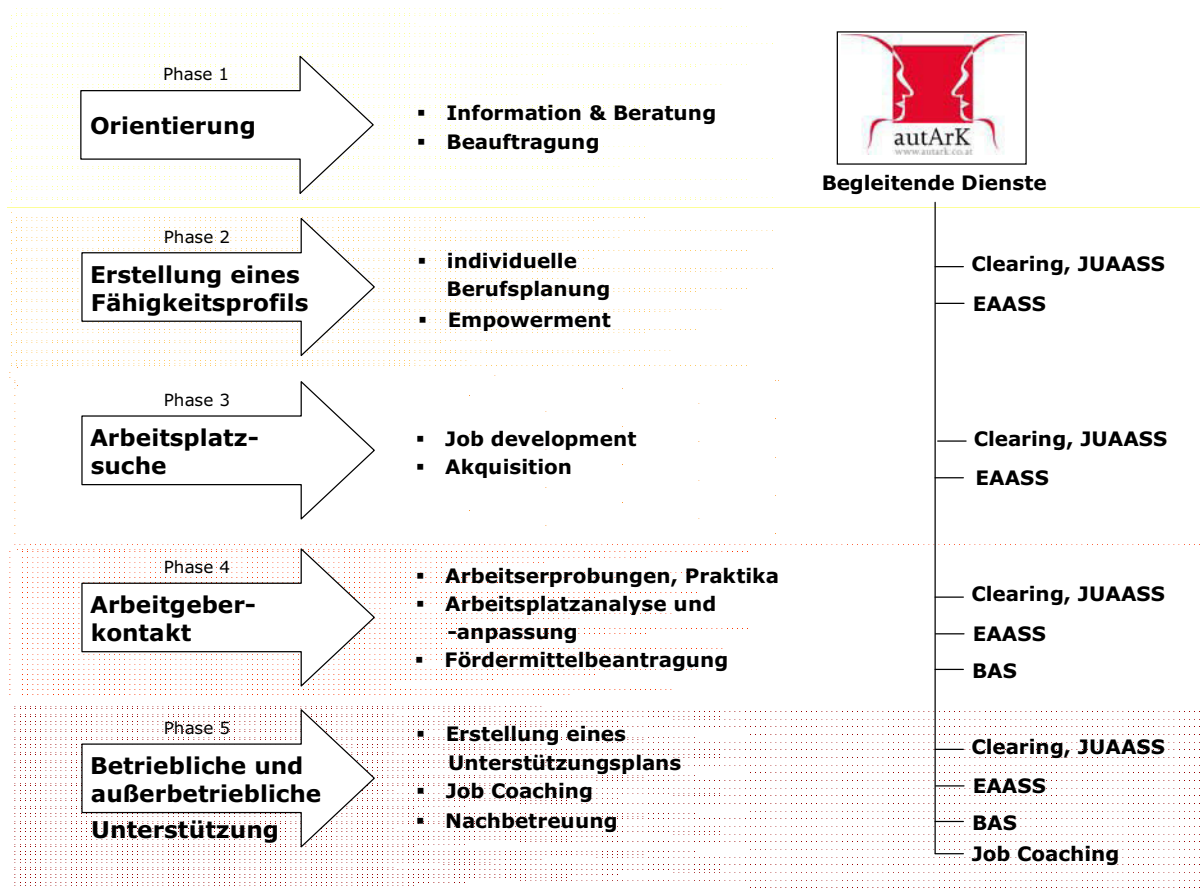 Phase 1
Orientierung
▪ Information & Beratung
▪ Beauftragung
autArK
www.autark.co.at
Begleitende Dienste
Phase 2
Erstellung eines
Fähigkeitsprofils
▪ individuelle
Berufsplanung
▪ Empowerment
Clearing, JUAASS
EAASS
Phase 3
Arbeitsplatz-
suche
▪ Job development
▪ Akquisition
Clearing, JUAASS
EAASS
Phase 4
Arbeitgeber-
kontakt
▪ Arbeitserprobungen, Praktika
▪ Arbeitsplatzanalyse und
-anpassung
▪ Fördermittelbeantragung
Clearing, JUAASS
EAASS
BAS
Phase 5
Betriebliche und
außerbetriebliche
Unterstützung
▪ Erstellung eines
Unterstützungsplans
▪ Job Coaching
▪ Nachbetreuung
Clearing, JUAASS
EAASS
BAS
Job Coaching